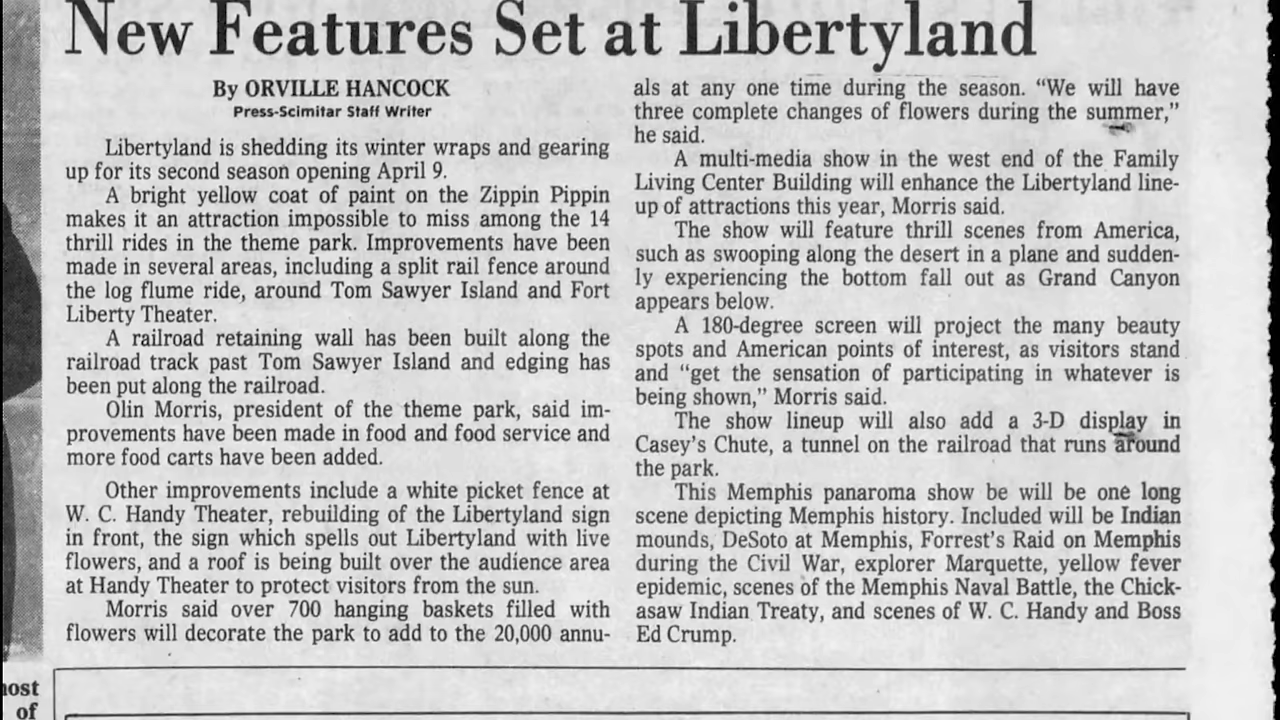 New Features Set at Libertyland
By ORVILLE HANCOCK
Press-Scimitar Staff Writer
Libertyland is shedding its winter wraps and gearing
up for its second season opening April 9.
A bright yellow coat of paint on the Zippin Pippin
makes it an attraction impossible to miss among the 14
thrill rides in the theme park. Improvements have been
made in several areas, including a split rail fence around
the log flume ride, around Tom Sawyer Island and Fort
Liberty Theater.
A railroad retaining wall has been built along the
railroad track past Tom Sawyer Island and edging has
been put along the railroad.
Olin Morris, president of the theme park, said im-
provements have been made in food and food service and
more food carts have been added.
Other improvements include a white picket fence at
W. C. Handy Theater, rebuilding of the Libertyland sign
in front, the sign which spells out Libertyland with live
flowers, and a roof is being built over the audience area
at Handy Theater to protect visitors from the sun.
Morris said over 700 hanging baskets filled with
flowers will decorate the park to add to the 20,000 annu-
als at any one time during the season. “We will have
three complete changes of flowers during the summer,”
he said.
A multi-media show in the west end of the Family
Living Center Building will enhance the Libertyland line-
up of attractions this year, Morris said.
The show will feature thrill scenes from America,
such as swooping along the desert in a plane and sudden-
ly experiencing the bottom fall out as Grand Canyon
appears below.
A 180-degree screen will project the many beauty
spots and American points of interest, as visitors stand
and “get the sensation of participating in whatever is
being shown,” Morris said.
The show lineup will also add a 3-D display in
Casey’s Chute, a tunnel on the railroad that runs around
the park.
This Memphis panaroma show be will be one long
scene depicting Memphis history. Included will be Indian
mounds, DeSoto at Memphis, Forrest’s Raid on Memphis
during the Civil War, explorer Marquette, yellow fever
epidemic, scenes of the Memphis Naval Battle, the Chick-
asaw Indian Treaty, and scenes of W. C. Handy and Boss
Ed Crump.
of